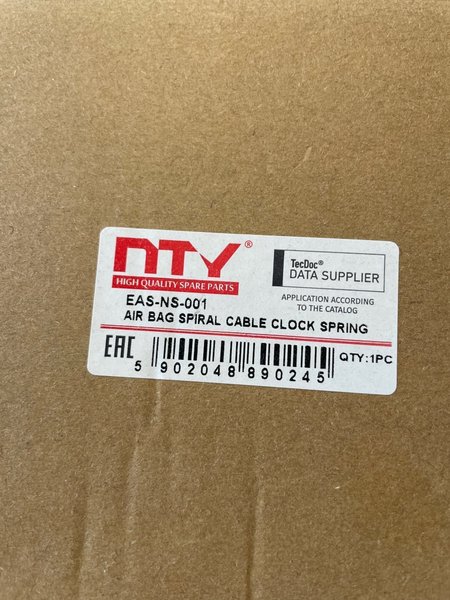 NTY®
HIGH QUALITY SPARE PARTS
TecDoc®
DATA SUPPLIER
APPLICATION ACCORDING
TO THE CATALOG
EAS-NS-001
AIR BAG SPIRAL CABLE CLOCK SPRING
EAC
5 902048 890245
QTY:1PC